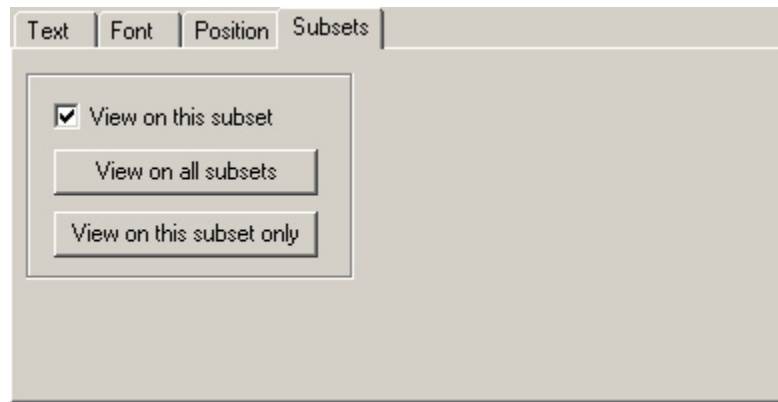 Text Font Position Subsets
View on this subset
View on all subsets
View on this subset only